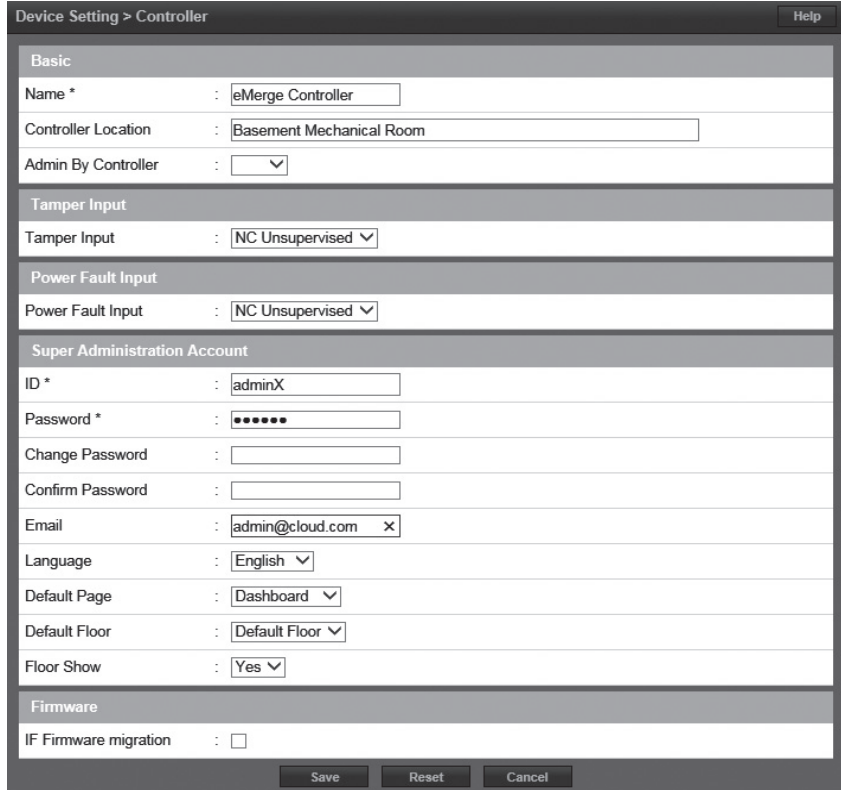 Device Setting > Controller Help
Basic
Name * : eMerge Controller
Controller Location : Basement Mechanical Room
Admin By Controller :
Tamper Input
Tamper Input : NC Unsupervised
Power Fault Input
Power Fault Input : NC Unsupervised
Super Administration Account
ID * : adminX
Password * : ●●●●●●
Change Password :
Confirm Password :
Email : admin@cloud.com ×
Language : English
Default Page : Dashboard
Default Floor : Default Floor
Floor Show : Yes
Firmware
IF Firmware migration :
Save Reset Cancel